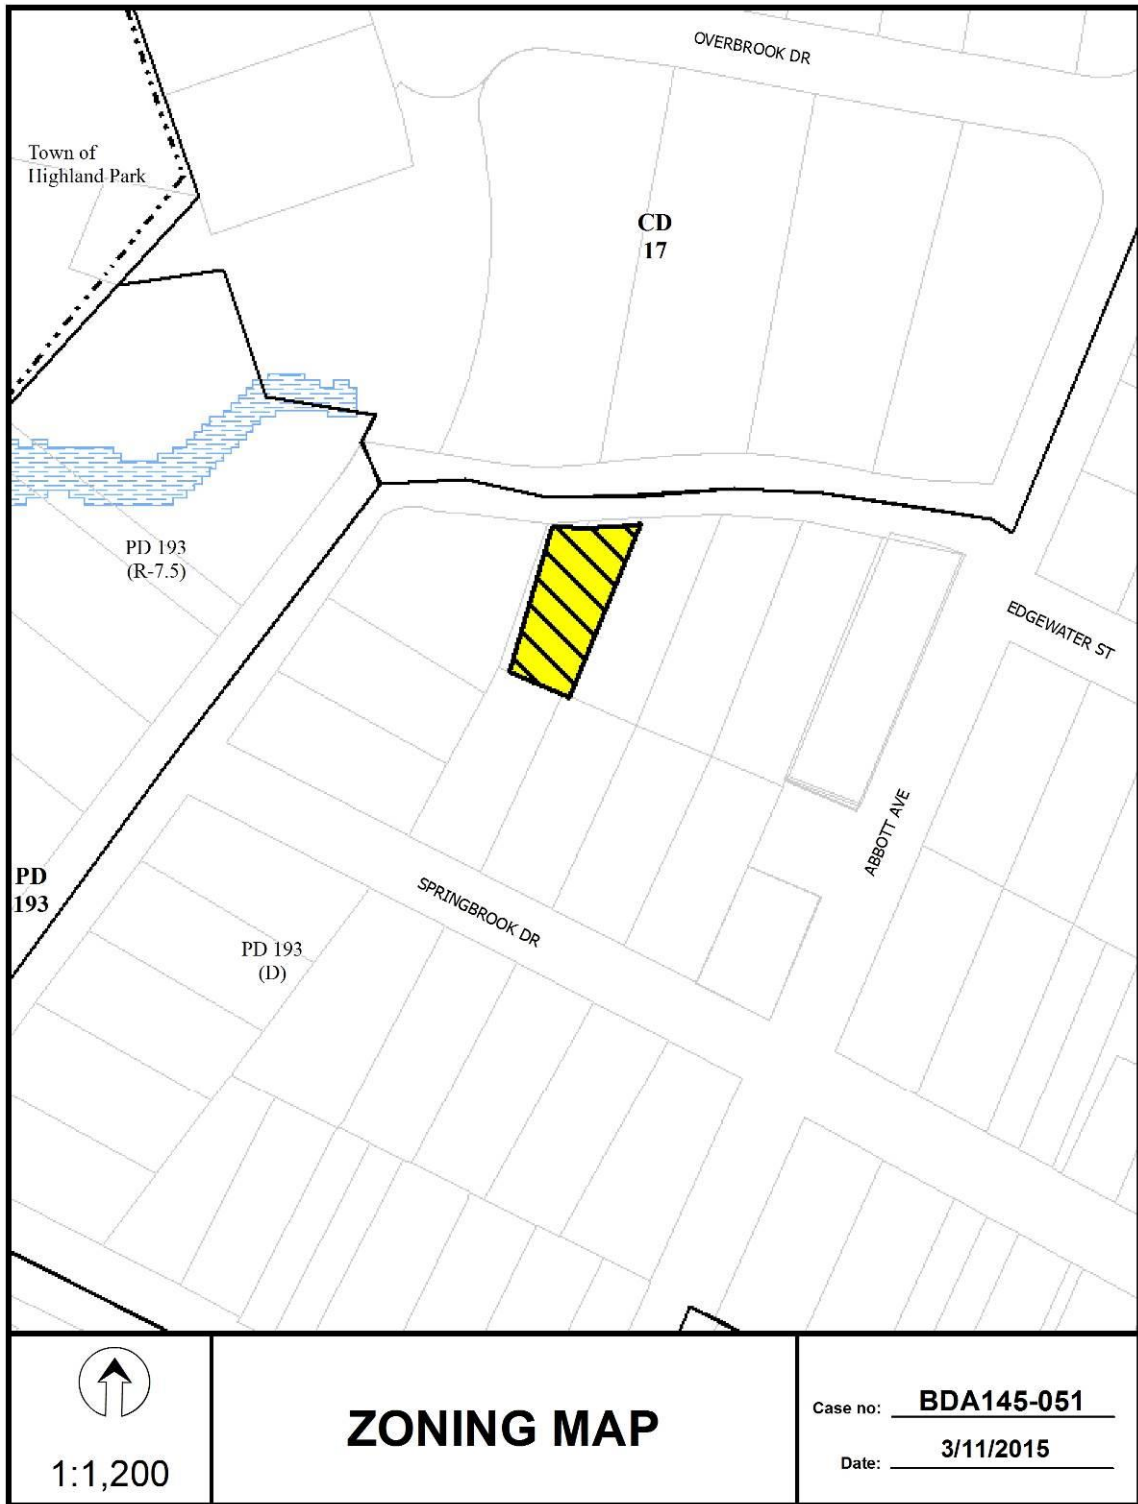 OVERBROOK DR
Town of
Highland Park
CD
17
PD 193
(R-7.5)
EDGEWATER ST
ABBOTT AVE
PD
193
SPRINGBROOK DR
PD 193
(D)
1:1,200
ZONING MAP
Case no: BDA145-051
Date: 3/11/2015